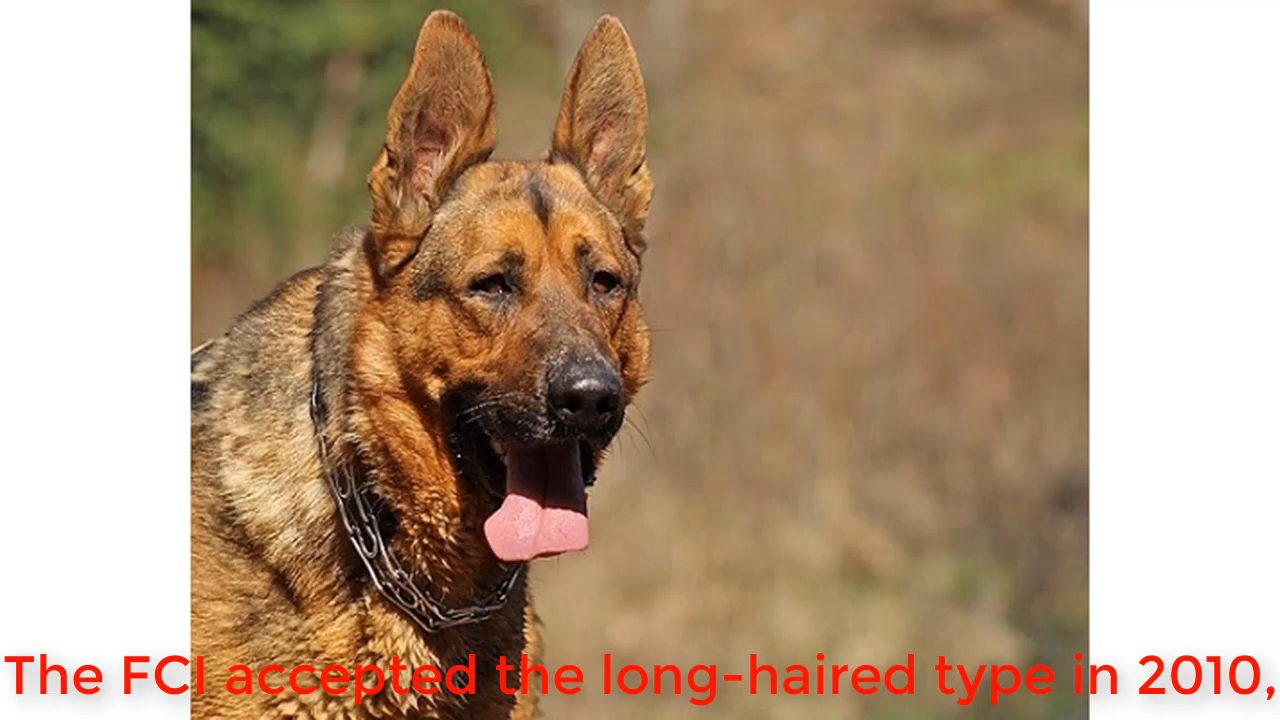 The FCI accepted the long-haired type in 2010,